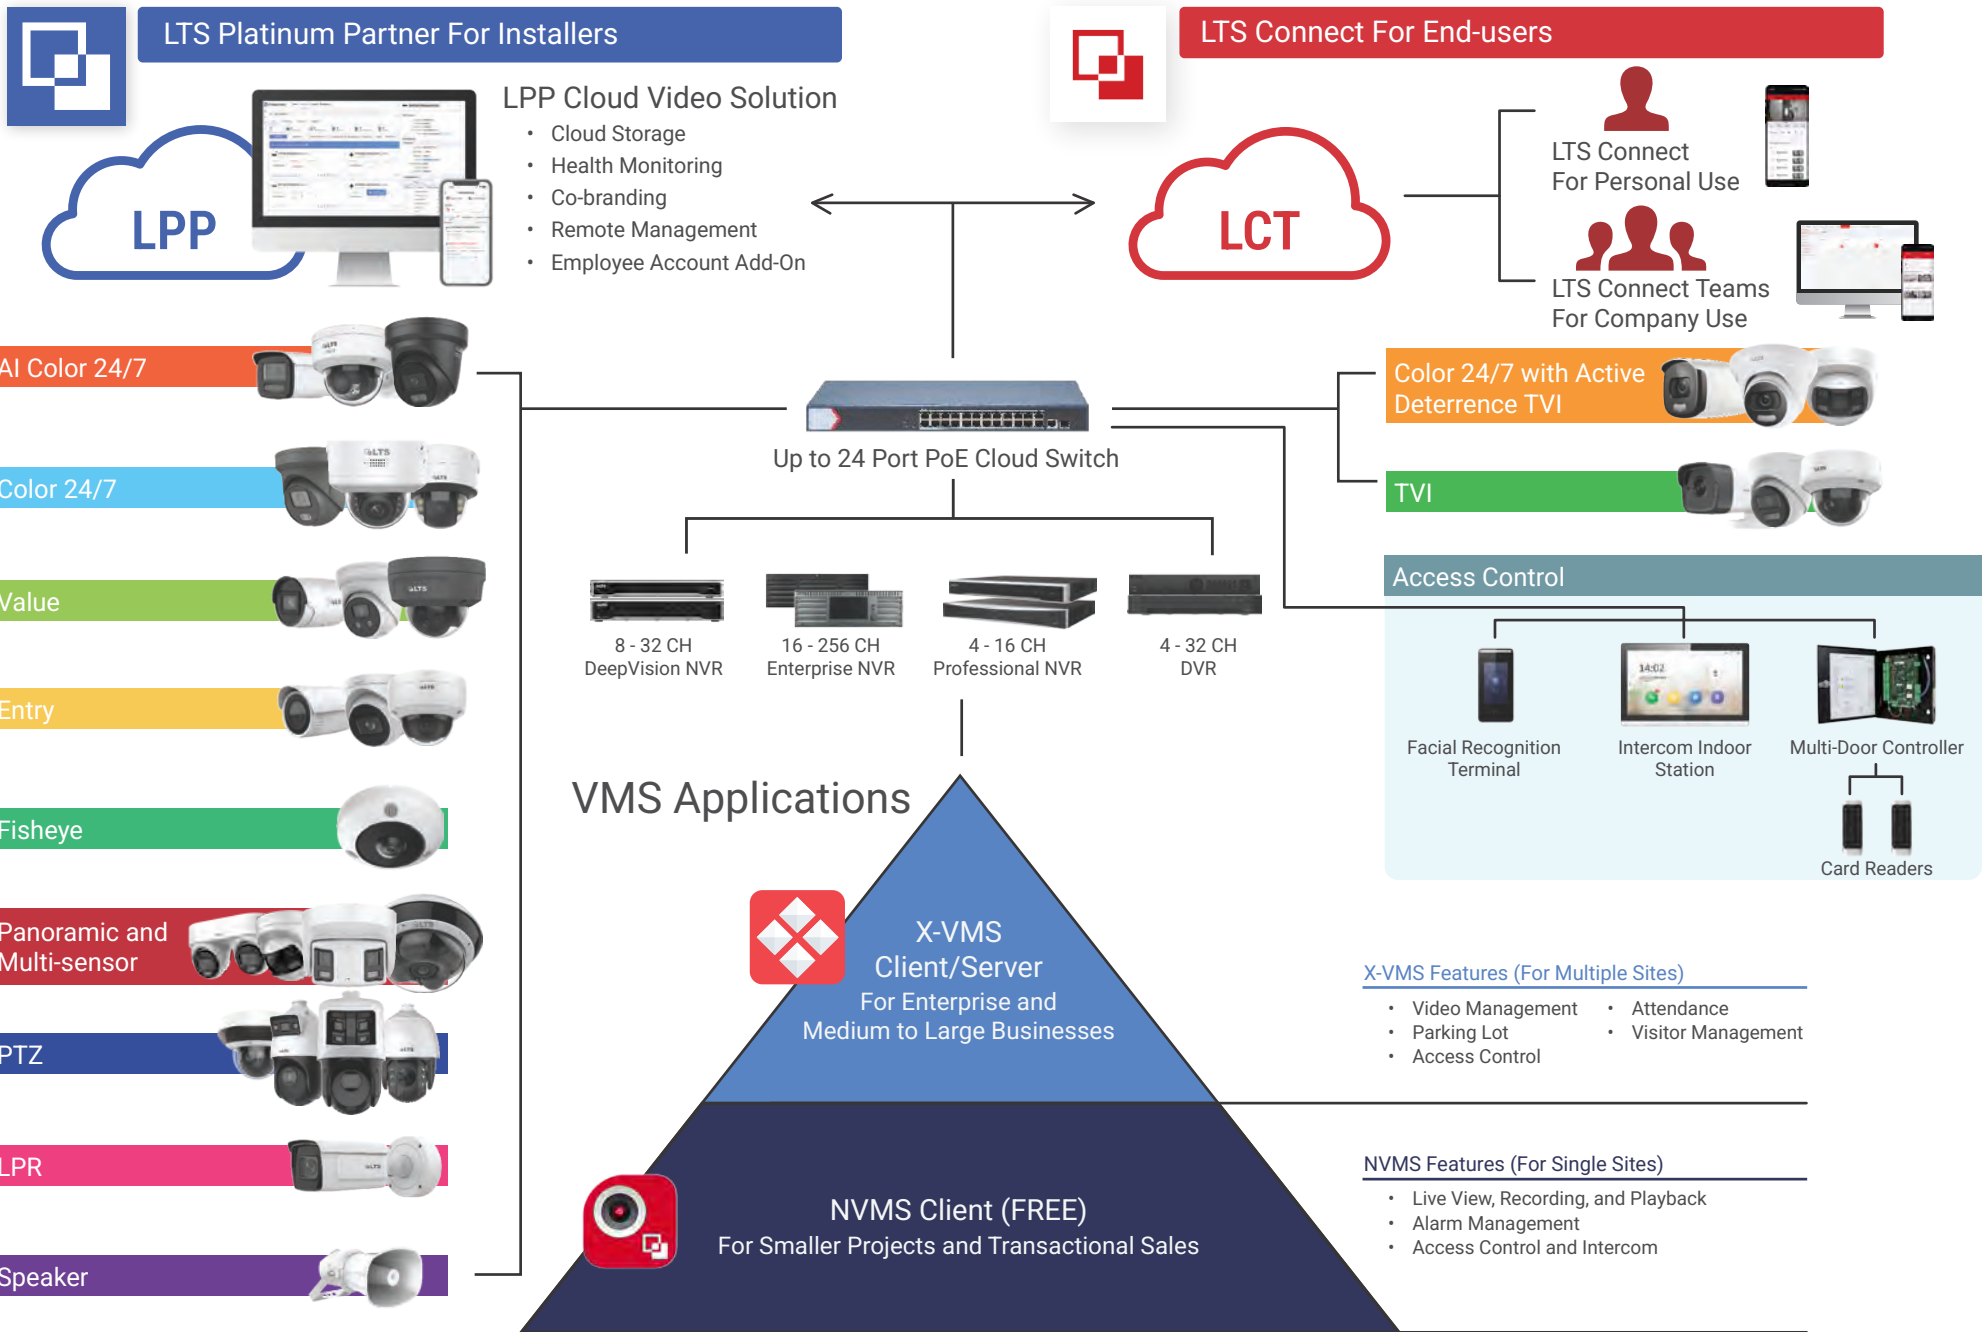 LTS Platinum Partner For Installers
LPP
LPP Cloud Video Solution
• Cloud Storage
• Health Monitoring
• Co-branding
• Remote Management
• Employee Account Add-On
LTS Connect For End-users
LCT
LTS Connect
For Personal Use
LTS Connect Teams
For Company Use
AI Color 24/7
Color 24/7
Value
Entry
Fisheye
Panoramic and
Multi-sensor
PTZ
LPR
Speaker
Up to 24 Port PoE Cloud Switch
8 - 32 CH
DeepVision NVR
16 - 256 CH
Enterprise NVR
4 - 16 CH
Professional NVR
4 - 32 CH
DVR
Color 24/7 with Active
Deterrence TVI
TVI
Access Control
14:02
Facial Recognition
Terminal
Intercom Indoor
Station
Multi-Door Controller
Card Readers
VMS Applications
X-VMS
Client/Server
For Enterprise and
Medium to Large Businesses
NVMS Client (FREE)
For Smaller Projects and Transactional Sales
X-VMS Features (For Multiple Sites)
• Video Management
• Parking Lot
• Access Control
• Attendance
• Visitor Management
NVMS Features (For Single Sites)
• Live View, Recording, and Playback
• Alarm Management
• Access Control and Intercom